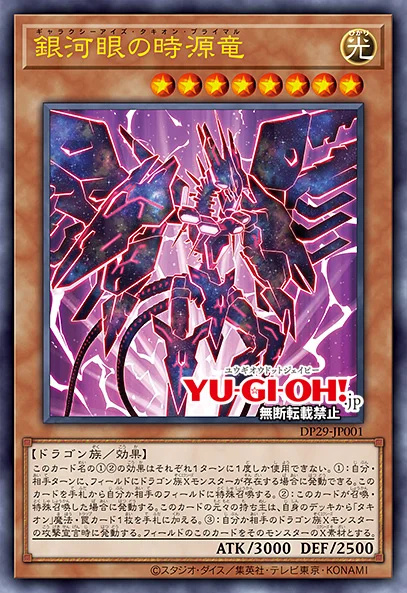 ギャラクシーアイズ・タキオン・プライマル
銀河眼の時源竜
ひかり
光
ユウギオウドットジェイピー
YU-GI-OH!.jp
無断転載禁止
DP29-JP001
【ドラゴン族／効果】
このカード名の①②の効果はそれぞれ1ターンに1度しか使用できない。①：自分・
相手ターンに、フィールドにドラゴン族Xモンスターが存在する場合に発動できる。この
カードを手札から自分か相手のフィールドに特殊召喚する。②：このカードが召喚・
特殊召喚した場合に発動する。このカードの元々の持ち主は、自身のデッキから「タキ
オン」魔法・罠カード1枚を手札に加える。③：自分か相手のドラゴン族Xモンスター
の攻撃宣言時に発動する。フィールドのこのカードをそのモンスターのX素材とする。
ATK/3000 DEF/2500
©スタジオ・ダイス／集英社・テレビ東京・KONAMI